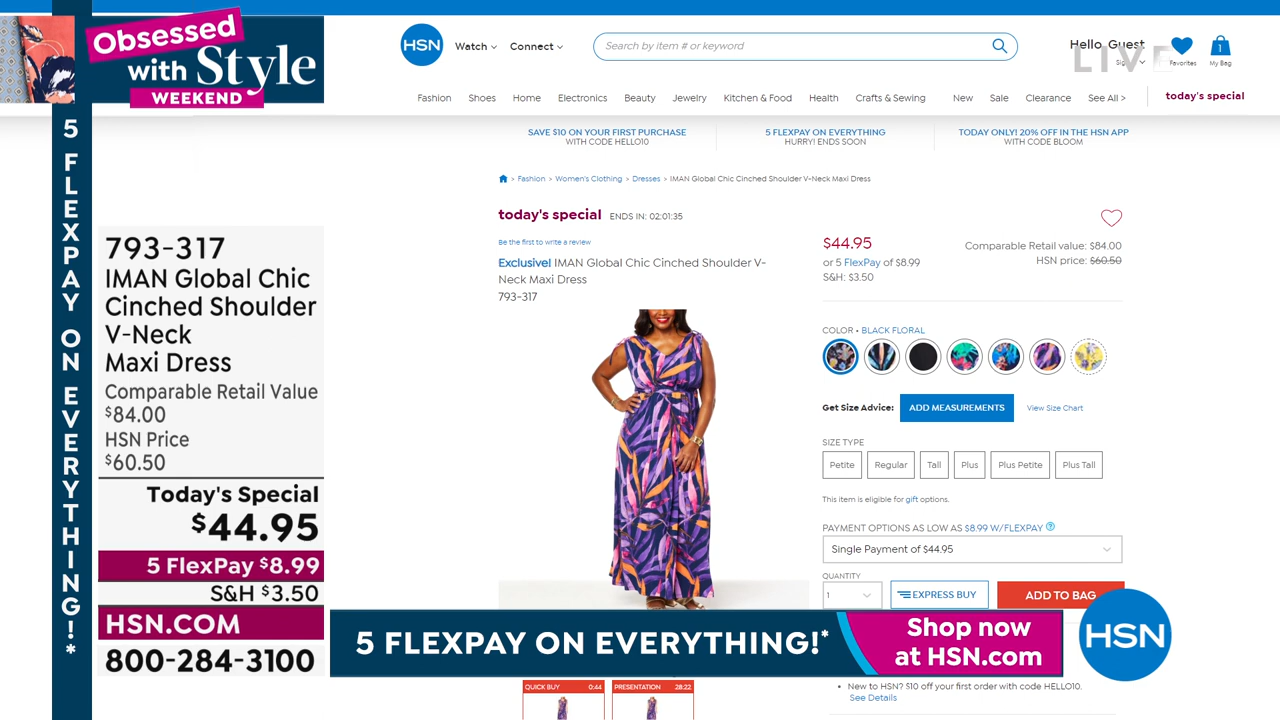 Obsessed
with Style
WEEKEND
5 FLEXPAY ON EVERYTHING!*
793-317
IMAN Global Chic
Cinched Shoulder
V-Neck
Maxi Dress
Comparable Retail Value
$84.00
HSN Price
$60.50
Today's Special
$44.95
5 FlexPay $8.99
S&H $3.50
HSN.COM
800-284-3100
HSN
Watch
Connect
Search by item # or keyword
Hello, Guest
LIVE
Favorites
1
My Bag
Fashion Shoes Home Electronics Beauty Jewelry Kitchen & Food Health Crafts & Sewing New Sale Clearance See All > today's special
SAVE $10 ON YOUR FIRST PURCHASE
WITH CODE HELLO10
5 FLEXPAY ON EVERYTHING
HURRY! ENDS SOON
TODAY ONLY! 20% OFF IN THE HSN APP
WITH CODE BLOOM
> Fashion > Women's Clothing > Dresses > IMAN Global Chic Cinched Shoulder V-Neck Maxi Dress
today's special ENDS IN: 02:01:35
Be the first to write a review
Exclusive! IMAN Global Chic Cinched Shoulder V-
Neck Maxi Dress
793-317
$44.95
or 5 FlexPay of $8.99
S&H: $3.50
Comparable Retail value: $84.00
HSN price: $60.50
COLOR • BLACK FLORAL
Get Size Advice: ADD MEASUREMENTS View Size Chart
SIZE TYPE
Petite Regular Tall Plus Plus Petite Plus Tall
This item is eligible for gift options.
PAYMENT OPTIONS AS LOW AS $8.99 W/FLEXPAY ?
Single Payment of $44.95
QUANTITY
1
EXPRESS BUY
ADD TO BAG
5 FLEXPAY ON EVERYTHING!*
Shop now
at HSN.com
HSN
QUICK BUY 0:44
PRESENTATION 28:22
• New to HSN? $10 off your first order with code HELLO10.
See Details